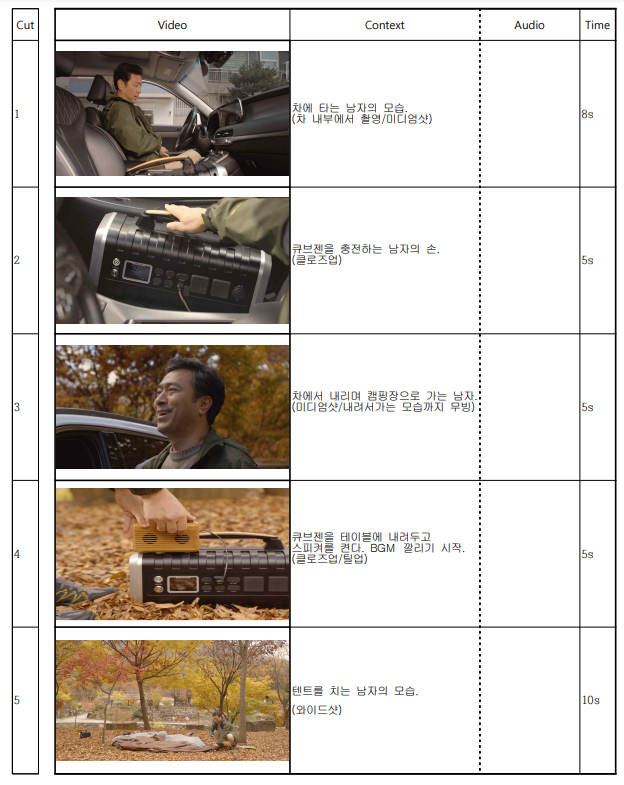 Cut Video Context Audio Time
1 차에 타는 남자의 모습. 8s
(차 내부에서 촬영/미디엄샷)
2 큐브젠을 충전하는 남자의 손. 5s
(클로즈업)
3 차에서 내리며 캠핑장으로 가는 남자. 5s
(미디엄샷/내려서가는 모습까지 무빙)
4 큐브젠을 테이블에 내려두고 5s
스피커를 켠다. BGM 깔리기 시작.
(클로즈업/틸업)
5 텐트를 치는 남자의 모습. 10s
(와이드샷)